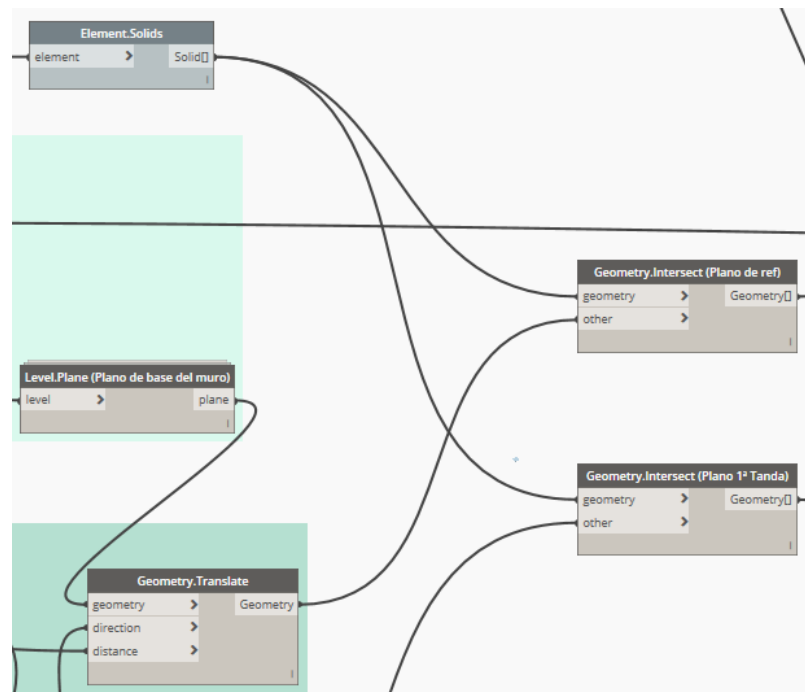 Element.Solids
element > Solid[]
I
Geometry.Intersect (Plano de ref)
geometry > Geometry[]
other >
I
Level.Plane (Plano de base del muro)
level > plane
I
Geometry.Intersect (Plano 1ª Tanda)
geometry > Geometry[]
other >
I
Geometry.Translate
geometry > Geometry
direction >
distance >
I